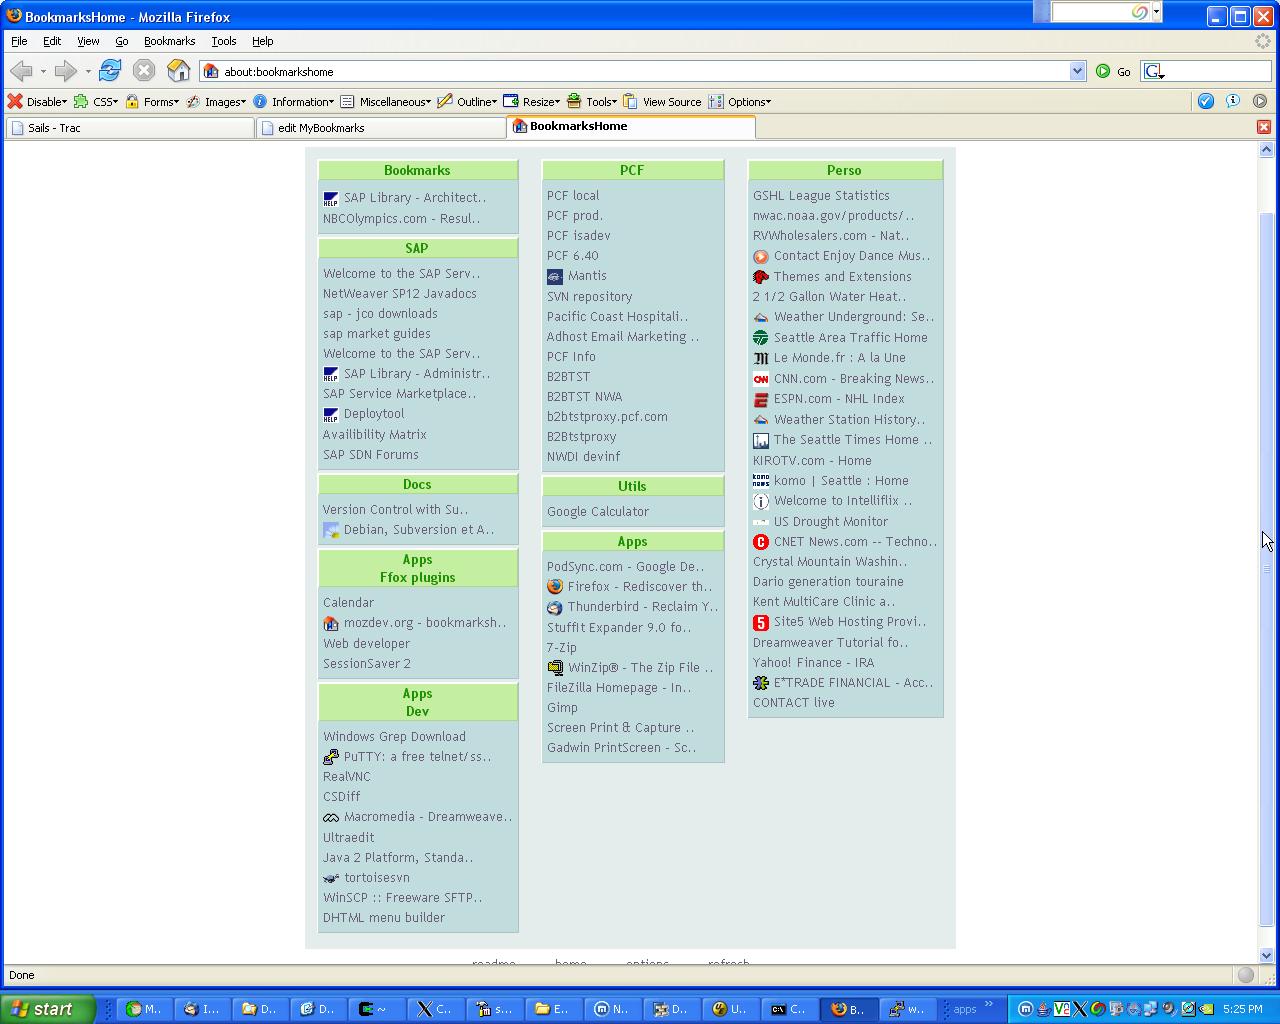 BookmarksHome - Mozilla Firefox
File Edit View Go Bookmarks Tools Help
about:bookmarkshome
Go
G
Disable CSS Forms Images Information Miscellaneous Outline Resize Tools View Source Options
Sails - Trac
edit MyBookmarks
BookmarksHome
Bookmarks
SAP Library - Architect..
NBCOlympics.com - Resul..
SAP
Welcome to the SAP Serv..
NetWeaver SP12 Javadocs
sap - jco downloads
sap market guides
Welcome to the SAP Serv..
SAP Library - Administr..
SAP Service Marketplace..
Deploytool
Availibility Matrix
SAP SDN Forums
Docs
Version Control with Su..
Debian, Subversion et A..
Apps
Ffox plugins
Calendar
mozdev.org - bookmarksh..
Web developer
SessionSaver 2
Apps
Dev
Windows Grep Download
PuTTY: a free telnet/ss..
RealVNC
CSDiff
Macromedia - Dreamweave..
Ultraedit
Java 2 Platform, Standa..
tortoisesvn
WinSCP :: Freeware SFTP..
DHTML menu builder
PCF
PCF local
PCF prod.
PCF isadev
PCF 6.40
Mantis
SVN repository
Pacific Coast Hospitali..
Adhost Email Marketing ..
PCF Info
B2BTST
B2BTST NWA
b2btstproxy.pcf.com
B2Btstproxy
NWDI devinf
Utils
Google Calculator
Apps
PodSync.com - Google De..
Firefox - Rediscover th..
Thunderbird - Reclaim Y..
StuffIt Expander 9.0 fo..
7-Zip
WinZip® - The Zip File ..
FileZilla Homepage - In..
Gimp
Screen Print & Capture ..
Gadwin PrintScreen - Sc..
Perso
GSHL League Statistics
nwac.noaa.gov/products/..
RVWholesalers.com - Nat..
Contact Enjoy Dance Mus..
Themes and Extensions
2 1/2 Gallon Water Heat..
Weather Underground: Se..
Seattle Area Traffic Home
Le Monde.fr : A la Une
CNN.com - Breaking News..
ESPN.com - NHL Index
Weather Station History..
The Seattle Times Home ..
KIROTV.com - Home
komo | Seattle : Home
Welcome to Intelliflix ..
US Drought Monitor
CNET News.com -- Techno..
Crystal Mountain Washin..
Dario generation touraine
Kent MultiCare Clinic a..
Site5 Web Hosting Provi..
Dreamweaver Tutorial fo..
Yahoo! Finance - IRA
E*TRADE FINANCIAL - Acc..
CONTACT live
readme home options refresh
Done
start M.. I... D.. D.. ~ C.. s... E.. N.. D.. U.. C.. B.. w.. apps » 5:25 PM